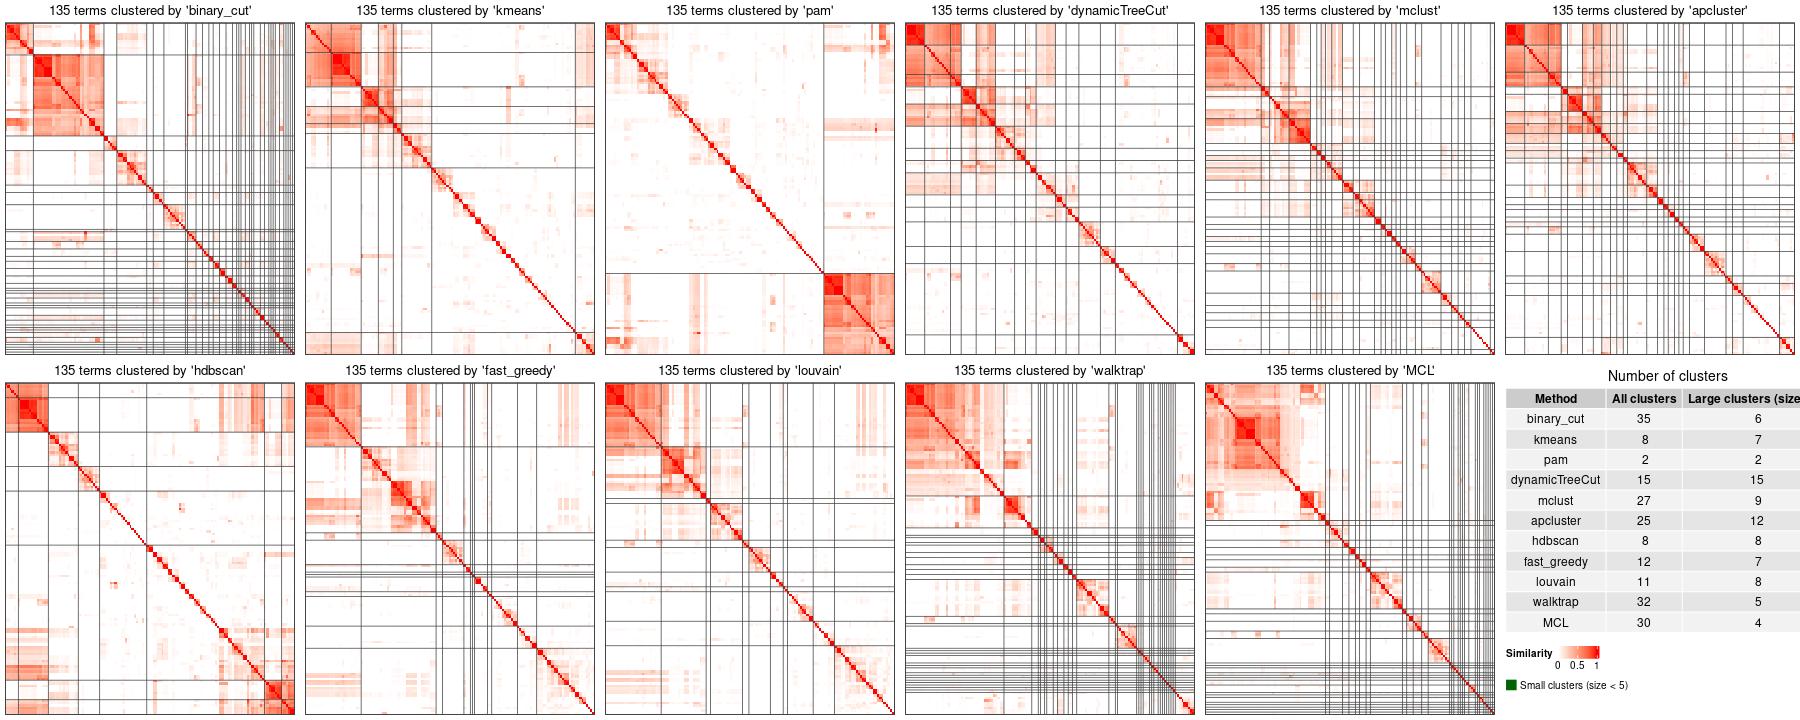 135 terms clustered by 'binary_cut'
135 terms clustered by 'kmeans'
135 terms clustered by 'pam'
135 terms clustered by 'dynamicTreeCut'
135 terms clustered by 'mclust'
135 terms clustered by 'apcluster'
135 terms clustered by 'hdbscan'
135 terms clustered by 'fast_greedy'
135 terms clustered by 'louvain'
135 terms clustered by 'walktrap'
135 terms clustered by 'MCL'
Number of clusters
Method All clusters Large clusters (size
binary_cut 35 6
kmeans 8 7
pam 2 2
dynamicTreeCut 15 15
mclust 27 9
apcluster 25 12
hdbscan 8 8
fast_greedy 12 7
louvain 11 8
walktrap 32 5
MCL 30 4
Similarity
0 0.5 1
Small clusters (size < 5)